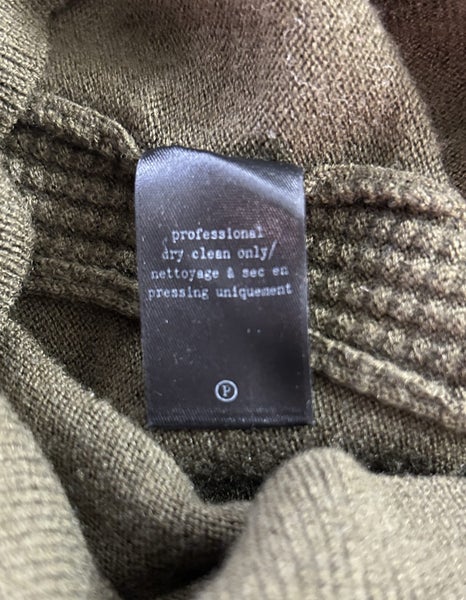 professional
dry clean only/
nettoyage à sec en
pressing uniquement
P